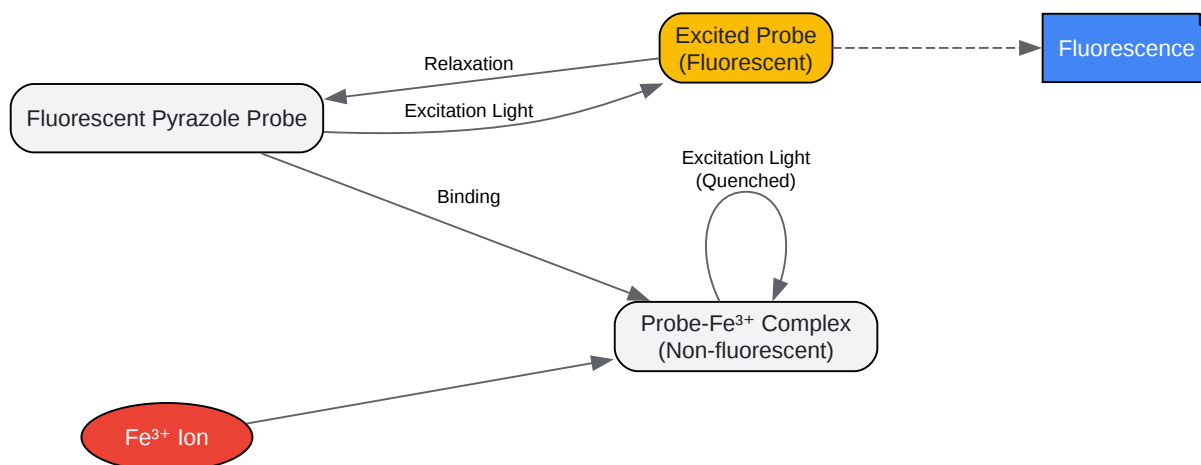 Excited Probe
(Fluorescent)
Fluorescence
Relaxation
Fluorescent Pyrazole Probe
Excitation Light
Excitation Light
(Quenched)
Binding
Probe-Fe³⁺ Complex
(Non-fluorescent)
Fe³⁺ Ion